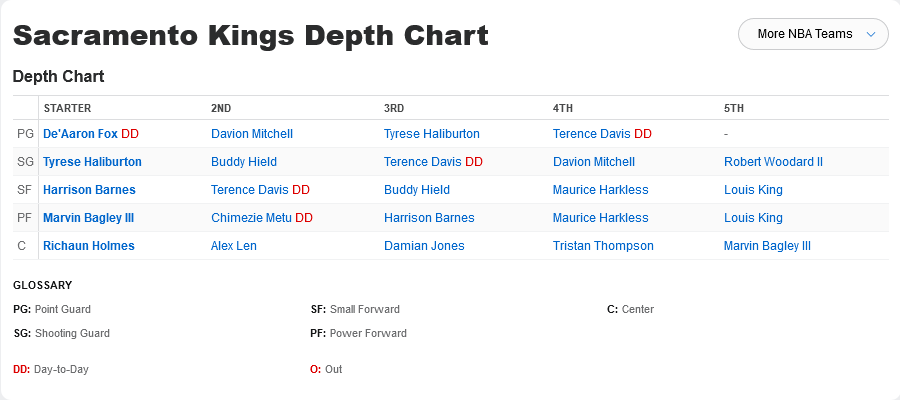 Sacramento Kings Depth Chart
More NBA Teams
Depth Chart
STARTER 2ND 3RD 4TH 5TH
PG De'Aaron Fox DD Davion Mitchell Tyrese Haliburton Terence Davis DD -
SG Tyrese Haliburton Buddy Hield Terence Davis DD Davion Mitchell Robert Woodard II
SF Harrison Barnes Terence Davis DD Buddy Hield Maurice Harkless Louis King
PF Marvin Bagley III Chimezie Metu DD Harrison Barnes Maurice Harkless Louis King
C Richaun Holmes Alex Len Damian Jones Tristan Thompson Marvin Bagley III
GLOSSARY
PG: Point Guard SF: Small Forward C: Center
SG: Shooting Guard PF: Power Forward
DD: Day-to-Day O: Out